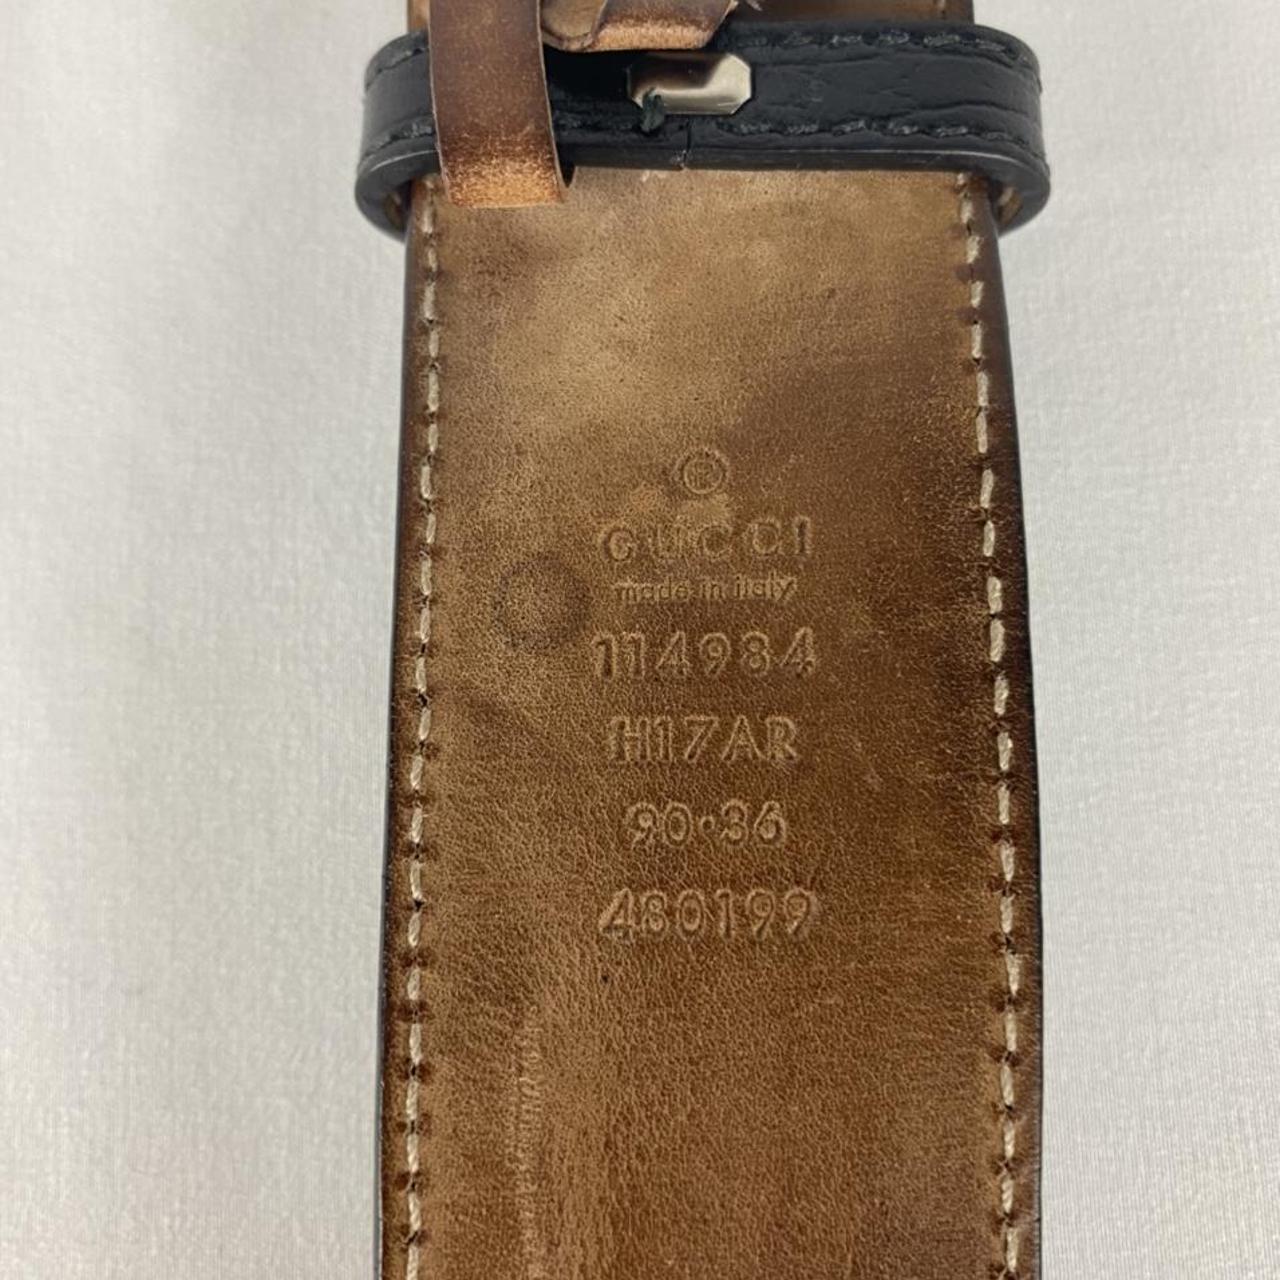 ®
GUCCI
made in italy
114984
H17AR
90·36
480199